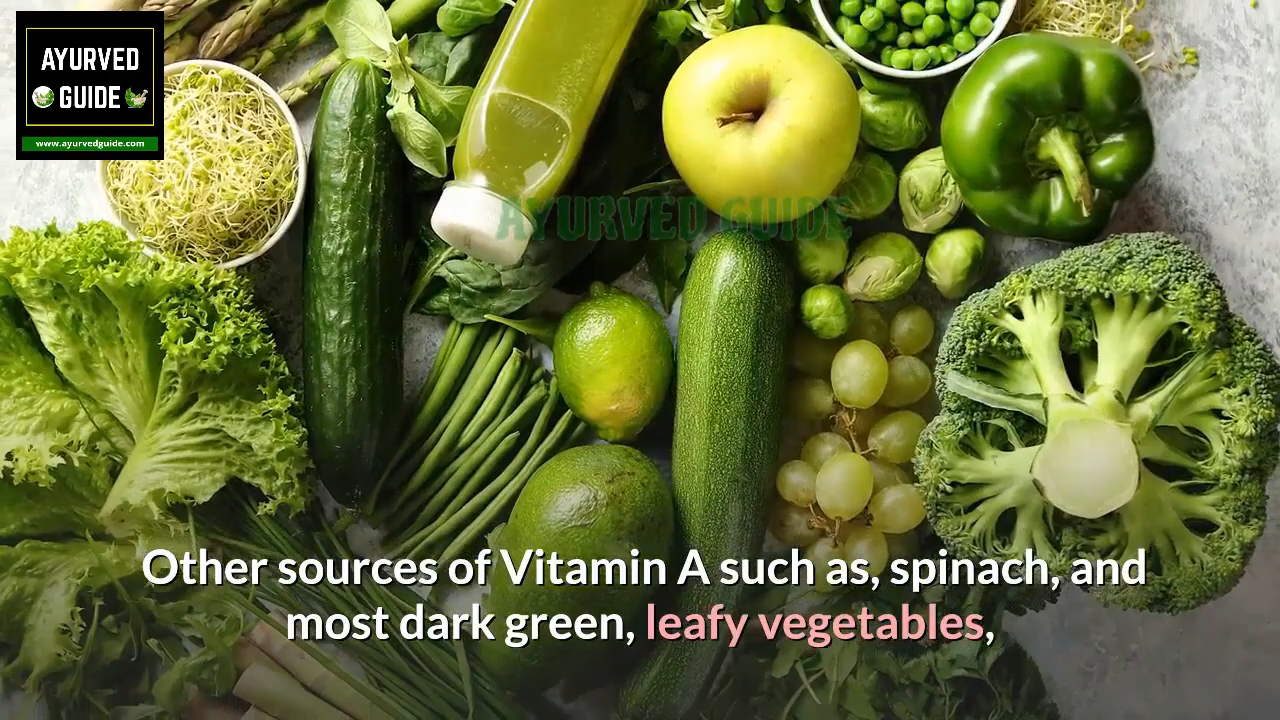 AYURVED
GUIDE
www.ayurvedguide.com
AYURVED GUIDE
Other sources of Vitamin A such as, spinach, and
most dark green, leafy vegetables,